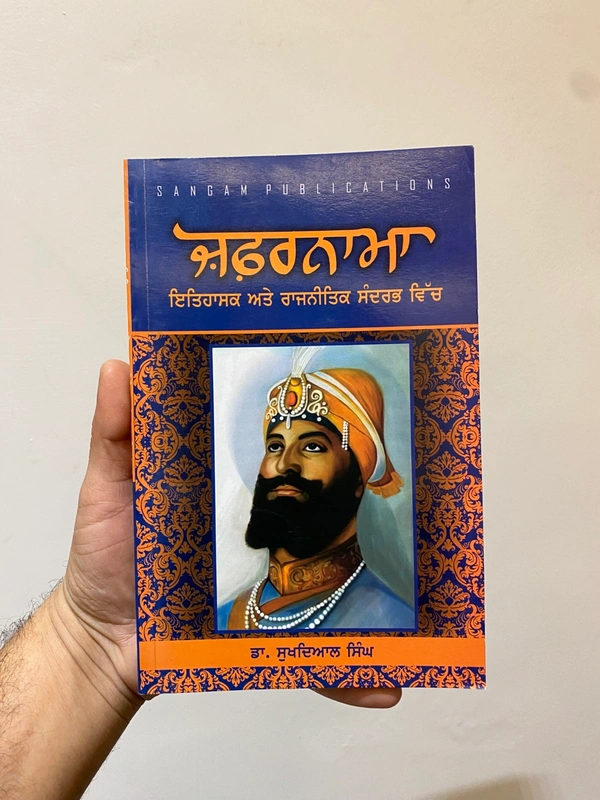 SANGAM PUBLICATIONS
ਜ਼ਫ਼ਰਨਾਮਾ
ਇਤਿਹਾਸਕ ਅਤੇ ਰਾਜਨੀਤਿਕ ਸੰਦਰਭ ਵਿੱਚ
ਡਾ. ਸੁਖਦਿਆਲ ਸਿੰਘ